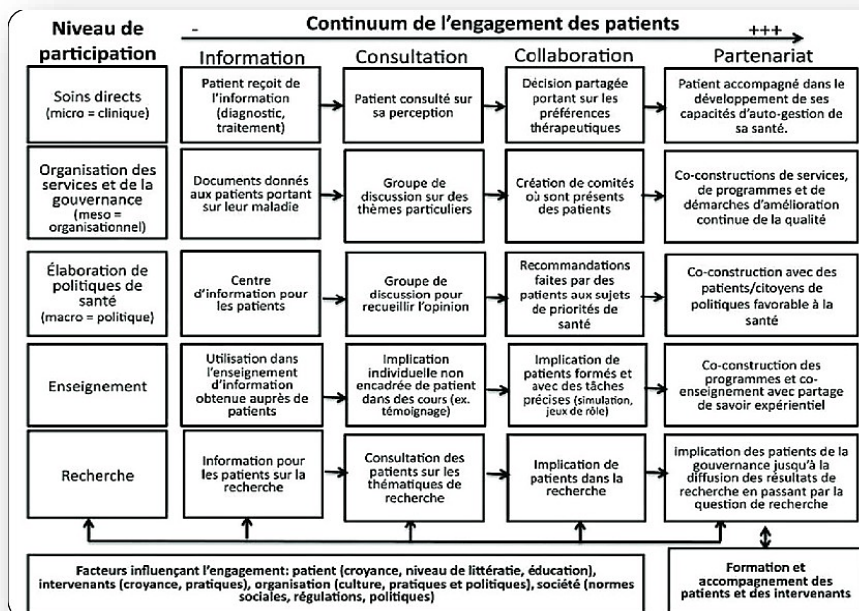 Niveau de
participation
Continuum de l'engagement des patients
- +++
Information
Consultation
Collaboration
Partenariat
Soins directs
(micro = clinique)
Patient reçoit de
l'information
(diagnostic,
traitement)
Patient consulté sur
sa perception
Décision partagée
portant sur les
préférences
thérapeutiques
Patient accompagné dans le
développement de ses
capacités d'auto-gestion de
sa santé.
Organisation des
services et de la
gouvernance
(meso =
organisationnel)
Documents donnés
aux patients portant
sur leur maladie
Groupe de
discussion sur des
thèmes particuliers
Création de comités
où sont présents
des patients
Co-constructions de services,
de programmes et de
démarches d'amélioration
continue de la qualité
Élaboration de
politiques de
santé
(macro = politique)
Centre
d'information pour
les patients
Groupe de
discussion pour
recueillir l'opinion
Recommandations
faites par des
patients aux sujets
de priorités de
santé
Co-construction avec des
patients/citoyens de
politiques favorable à la
santé
Enseignement
Utilisation dans
l'enseignement
d'information
obtenue auprès de
patients
Implication
individuelle non
encadrée de patient
dans des cours (ex.
témoignage)
Implication de
patients formés et
avec des tâches
précises (simulation,
jeux de rôle)
Co-construction des
programmes et co-
enseignement avec partage
de savoir expérientiel
Recherche
Information pour
les patients sur la
recherche
Consultation des
patients sur les
thématiques de
recherche
Implication de
patients dans la
recherche
implication des patients de la
gouvernance jusqu'à la
diffusion des résultats de
recherche en passant par la
question de recherche
Facteurs influençant l'engagement: patient (croyance, niveau de littératie, éducation),
intervenants (croyance, pratiques), organisation (culture, pratiques et politiques), société (normes
sociales, régulations, politiques)
Formation et
accompagnement des
patients et des intervenants